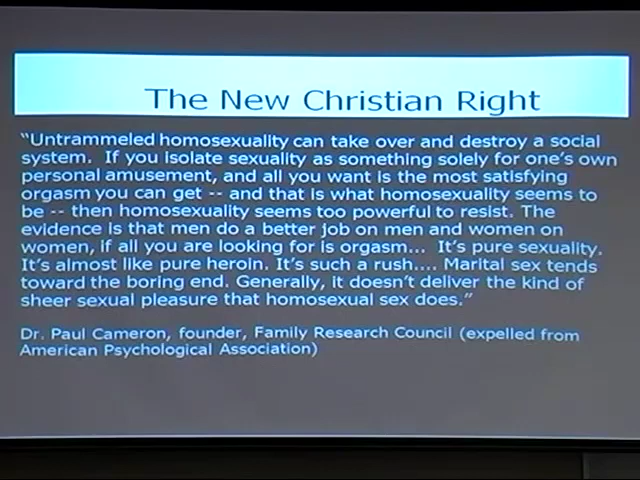 The New Christian Right
"Untrammeled homosexuality can take over and destroy a social
system. If you isolate sexuality as something solely for one's own
personal amusement, and all you want is the most satisfying
orgasm you can get -- and that is what homosexuality seems to
be -- then homosexuality seems too powerful to resist. The
evidence is that men do a better job on men and women on
women, if all you are looking for is orgasm... It's pure sexuality.
It's almost like pure heroin. It's such a rush.... Marital sex tends
toward the boring end. Generally, it doesn't deliver the kind of
sheer sexual pleasure that homosexual sex does."
Dr. Paul Cameron, founder, Family Research Council (expelled from
American Psychological Association)